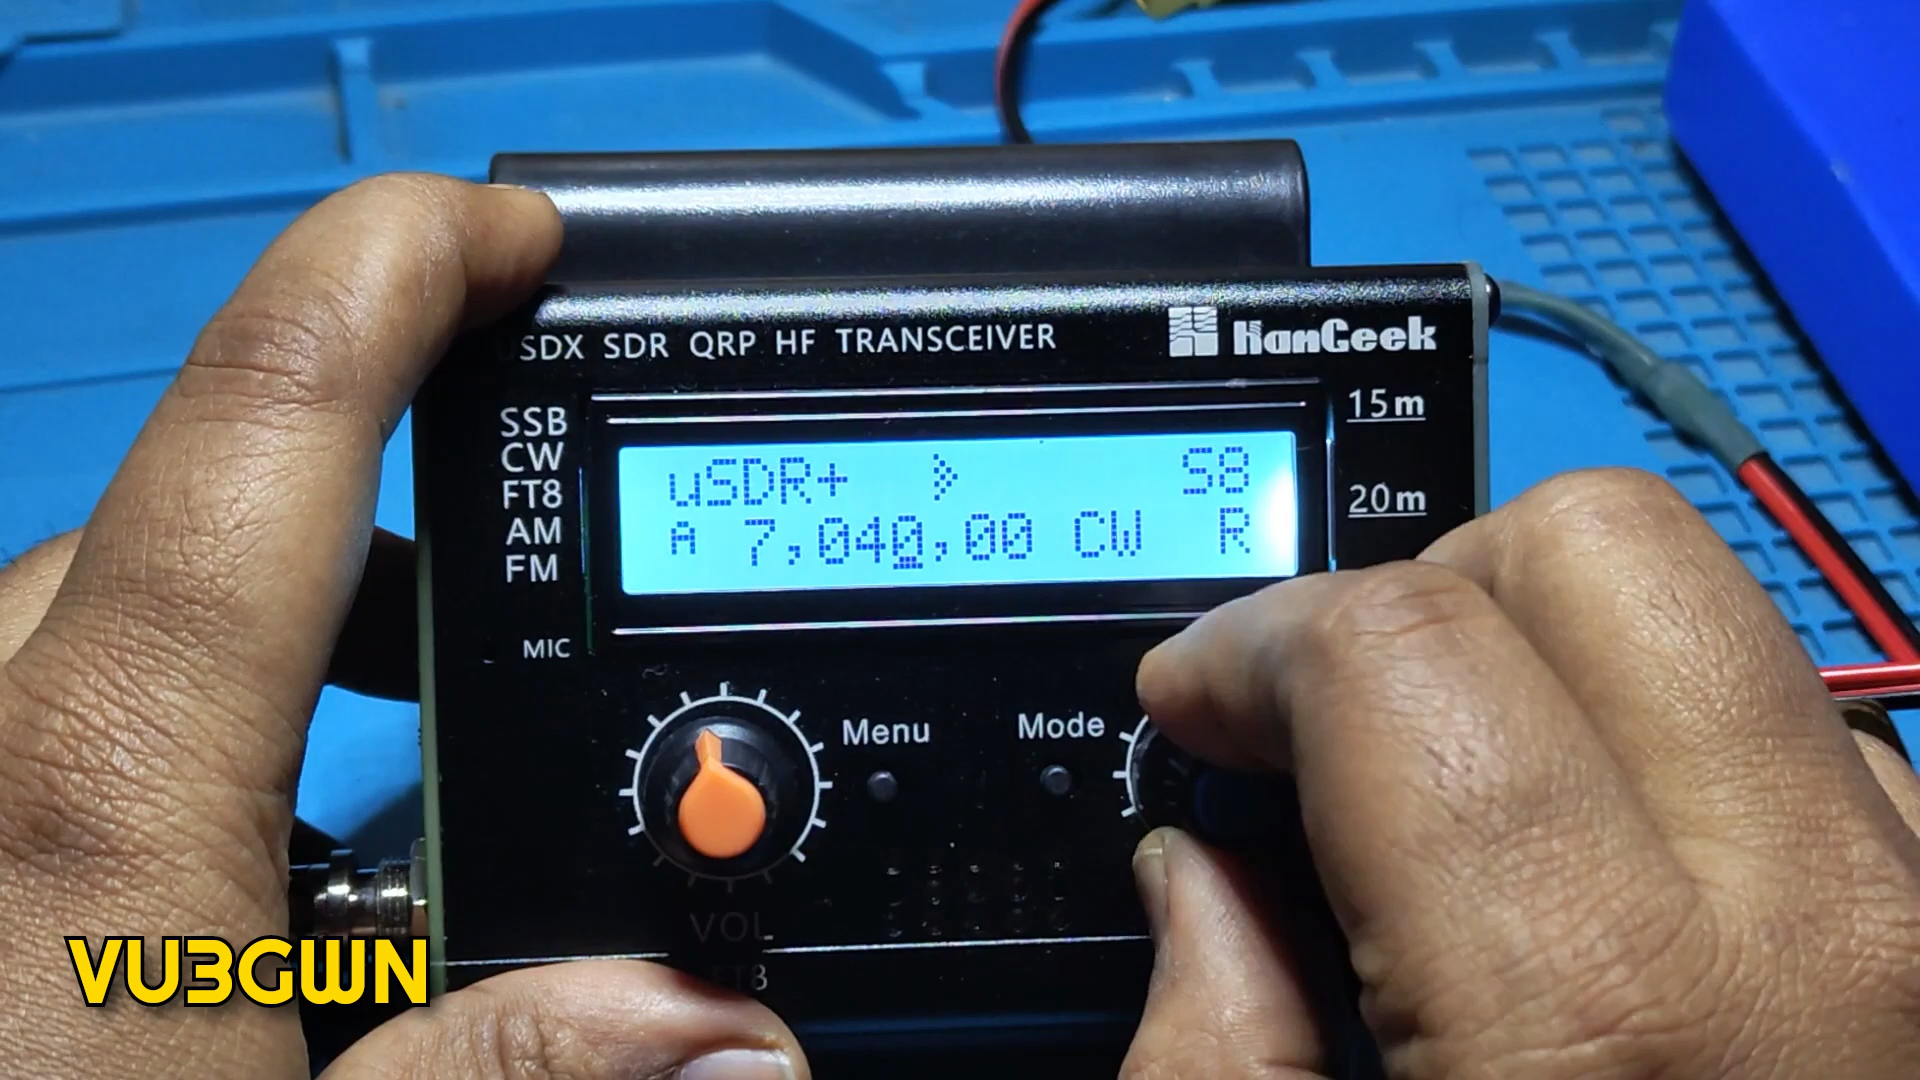 SDX SDR QRP HF TRANSCEIVER
HanGeek
SSB
CW
FT8
AM
FM
MIC
uSDR+ S8
A 7,040,00 CW R
15m
20m
Menu
Mode
VOL
FT8
VU3GWN